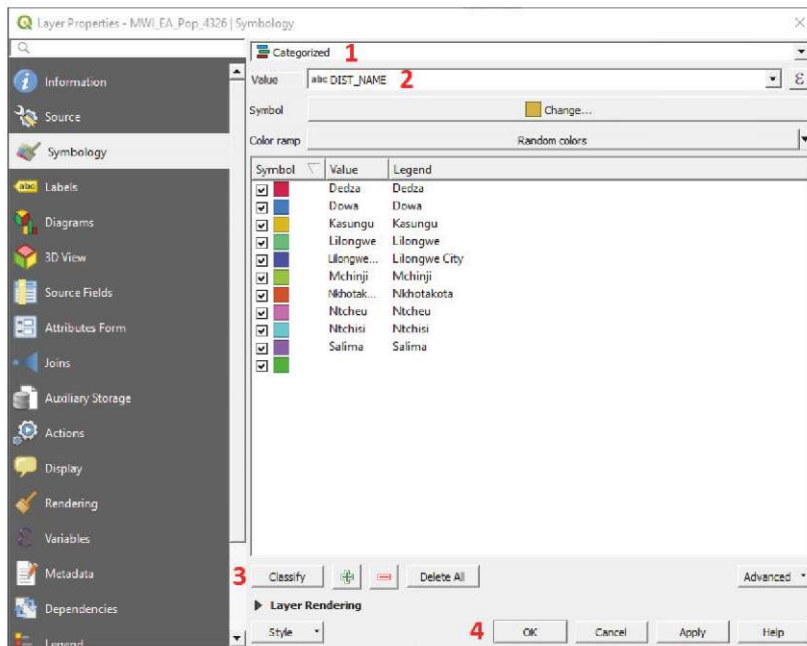 Layer Properties - MWI_EA_Pop_4326 | Symbology
Information
Source
Symbology
abc Labels
Diagrams
3D View
Source Fields
Attributes Form
Joins
Auxiliary Storage
Actions
Display
Rendering
Variables
Metadata
Dependencies
Legend
Categorized 1
Value abc DIST_NAME 2 ε
Symbol Change...
Color ramp Random colors
Symbol Value Legend
Dedza Dedza
Dowa Dowa
Kasungu Kasungu
Lilongwe Lilongwe
Lilongwe... Lilongwe City
Mchinji Mchinji
Nkhotak... Nkhotakota
Ntcheu Ntcheu
Ntchisi Ntchisi
Salima Salima
3 Classify Delete All Advanced
Layer Rendering
Style 4 OK Cancel Apply Help